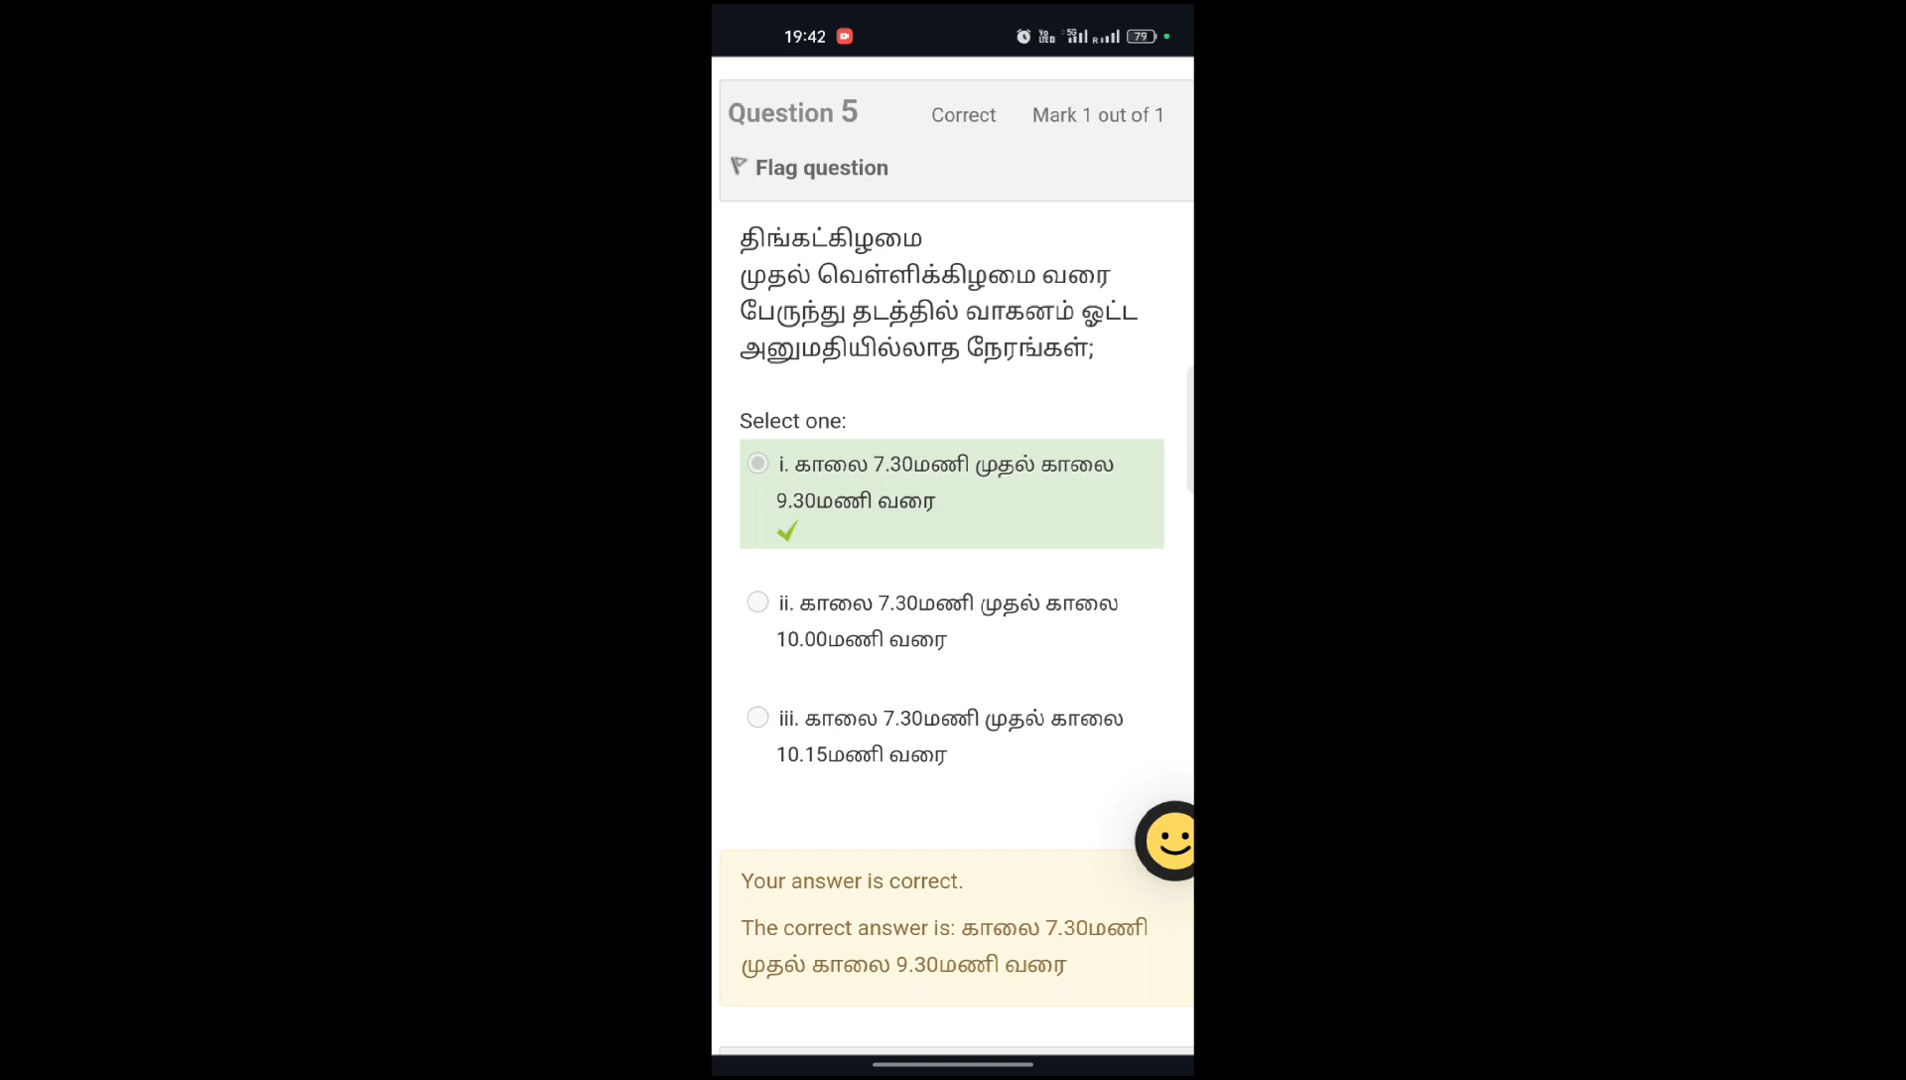 19:42 79
Question 5 Correct Mark 1 out of 1
Flag question
திங்கட்கிழமை
முதல் வெள்ளிக்கிழமை வரை
பேருந்து தடத்தில் வாகனம் ஓட்ட
அனுமதியில்லாத நேரங்கள்;
Select one:
i. காலை 7.30மணி முதல் காலை
9.30மணி வரை
ii. காலை 7.30மணி முதல் காலை
10.00மணி வரை
iii. காலை 7.30மணி முதல் காலை
10.15மணி வரை
Your answer is correct.
The correct answer is: காலை 7.30மணி
முதல் காலை 9.30மணி வரை